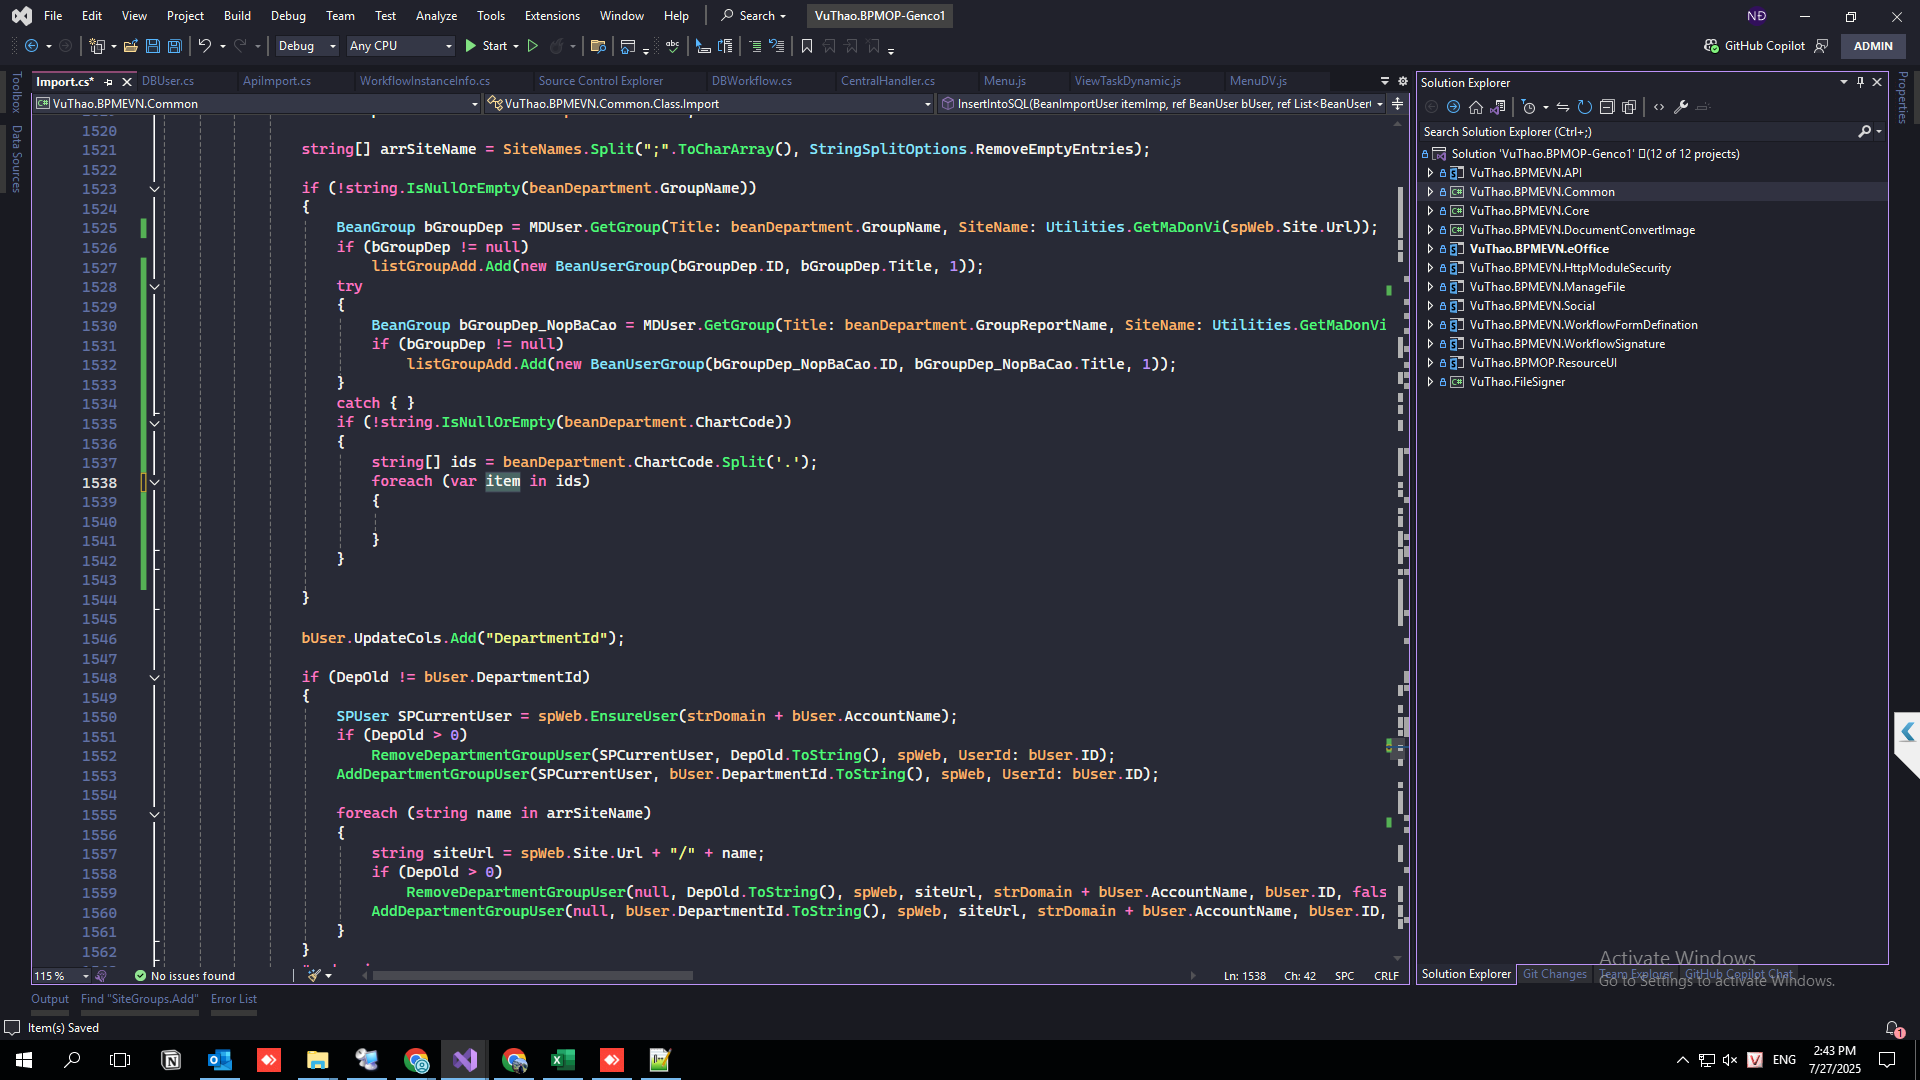 File Edit View Project Build Debug Team Test Analyze Tools Extensions Window Help Search VuThao.BPMOP-Genco1 NĐ
Debug Any CPU Start GitHub Copilot ADMIN
Import.cs* DBUser.cs ApiImport.cs WorkflowInstanceInfo.cs Source Control Explorer DBWorkflow.cs CentralHandler.cs Menu.js ViewTaskDynamic.js MenuDV.js
VuThao.BPMEVN.Common VuThao.BPMEVN.Common.Class.Import InsertIntoSQL(BeanImportUser itemImp, ref BeanUser bUser, ref List<BeanUser
Toolbox
Data Sources
1520
1521 string[] arrSiteName = SiteNames.Split(";".ToCharArray(), StringSplitOptions.RemoveEmptyEntries);
1522
1523 if (!string.IsNullOrEmpty(beanDepartment.GroupName))
1524 {
1525 BeanGroup bGroupDep = MDUser.GetGroup(Title: beanDepartment.GroupName, SiteName: Utilities.GetMaDonVi(spWeb.Site.Url));
1526 if (bGroupDep != null)
1527 listGroupAdd.Add(new BeanUserGroup(bGroupDep.ID, bGroupDep.Title, 1));
1528 try
1529 {
1530 BeanGroup bGroupDep_NopBaCao = MDUser.GetGroup(Title: beanDepartment.GroupReportName, SiteName: Utilities.GetMaDonVi
1531 if (bGroupDep != null)
1532 listGroupAdd.Add(new BeanUserGroup(bGroupDep_NopBaCao.ID, bGroupDep_NopBaCao.Title, 1));
1533 }
1534 catch { }
1535 if (!string.IsNullOrEmpty(beanDepartment.ChartCode))
1536 {
1537 string[] ids = beanDepartment.ChartCode.Split('.');
1538 foreach (var item in ids)
1539 {
1540
1541 }
1542 }
1543
1544 }
1545
1546 bUser.UpdateCols.Add("DepartmentId");
1547
1548 if (DepOld != bUser.DepartmentId)
1549 {
1550 SPUser SPCurrentUser = spWeb.EnsureUser(strDomain + bUser.AccountName);
1551 if (DepOld > 0)
1552 RemoveDepartmentGroupUser(SPCurrentUser, DepOld.ToString(), spWeb, UserId: bUser.ID);
1553 AddDepartmentGroupUser(SPCurrentUser, bUser.DepartmentId.ToString(), spWeb, UserId: bUser.ID);
1554
1555 foreach (string name in arrSiteName)
1556 {
1557 string siteUrl = spWeb.Site.Url + "/" + name;
1558 if (DepOld > 0)
1559 RemoveDepartmentGroupUser(null, DepOld.ToString(), spWeb, siteUrl, strDomain + bUser.AccountName, bUser.ID, fals
1560 AddDepartmentGroupUser(null, bUser.DepartmentId.ToString(), spWeb, siteUrl, strDomain + bUser.AccountName, bUser.ID,
1561 }
1562 }
115 % No issues found Ln: 1538 Ch: 42 SPC CRLF
Solution Explorer
Search Solution Explorer (Ctrl+;)
Solution 'VuThao.BPMOP-Genco1' (12 of 12 projects)
VuThao.BPMEVN.API
VuThao.BPMEVN.Common
VuThao.BPMEVN.Core
VuThao.BPMEVN.DocumentConvertImage
VuThao.BPMEVN.eOffice
VuThao.BPMEVN.HttpModuleSecurity
VuThao.BPMEVN.ManageFile
VuThao.BPMEVN.Social
VuThao.BPMEVN.WorkflowFormDefination
VuThao.BPMEVN.WorkflowSignature
VuThao.BPMOP.ResourceUI
VuThao.FileSigner
Properties
Activate Windows
Go to Settings to activate Windows.
Solution Explorer Git Changes Team Explorer GitHub Copilot Chat
Output Find "SiteGroups.Add" Error List
Item(s) Saved 1
ENG 2:43 PM
7/27/2025